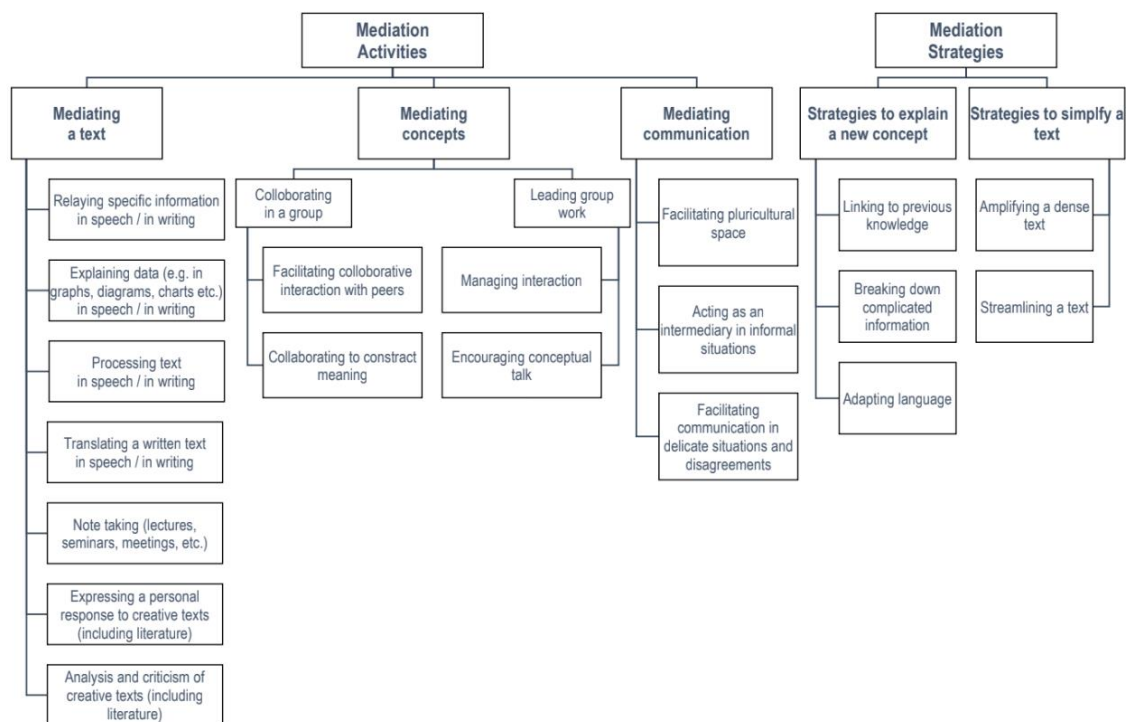 Mediation
Activities
Mediation
Strategies
Mediating
a text
Mediating
concepts
Mediating
communication
Strategies to explain
a new concept
Strategies to simplfy a
text
Relaying specific information
in speech / in writing
Explaining data (e.g. in
graphs, diagrams, charts etc.)
in speech / in writing
Processing text
in speech / in writing
Translating a written text
in speech / in writing
Note taking (lectures,
seminars, meetings, etc.)
Expressing a personal
response to creative texts
(including literature)
Analysis and criticism of
creative texts (including
literature)
Colloborating
in a group
Facilitating collaborative
interaction with peers
Collaborating to constract
meaning
Leading group
work
Managing interaction
Encouraging conceptual
talk
Facilitating pluricultural
space
Acting as an
intermediary in informal
situations
Facilitating
communication in
delicate situations and
disagreements
Linking to previous
knowledge
Breaking down
complicated
information
Adapting language
Amplifying a dense
text
Streamlining a text